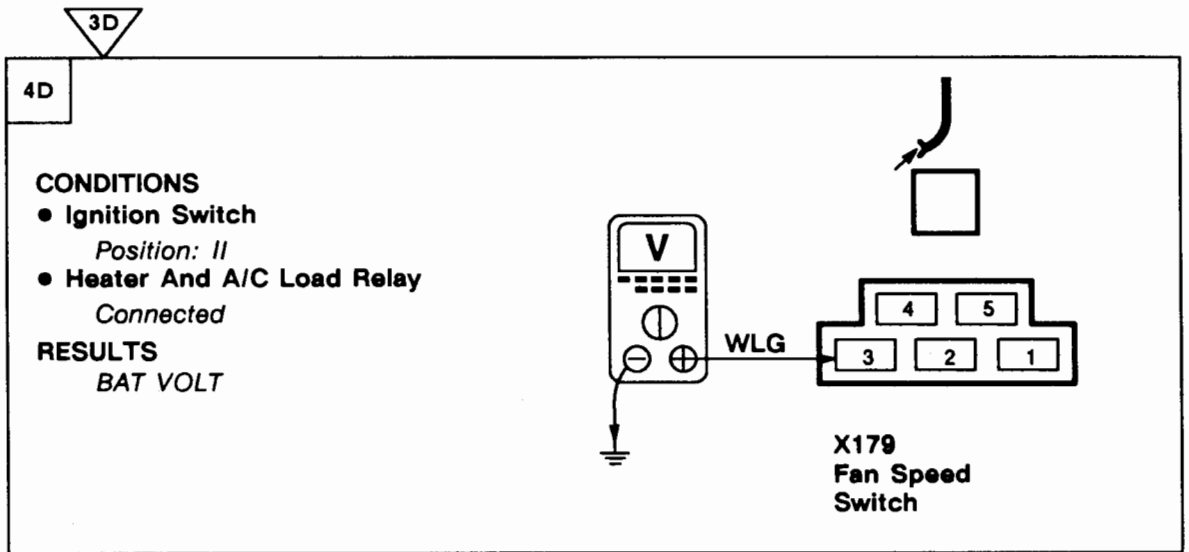 3D
4D
CONDITIONS
● Ignition Switch
Position: II
● Heater And A/C Load Relay
Connected
RESULTS
BAT VOLT
V
WLG
4 5
3 2 1
X179
Fan Speed
Switch